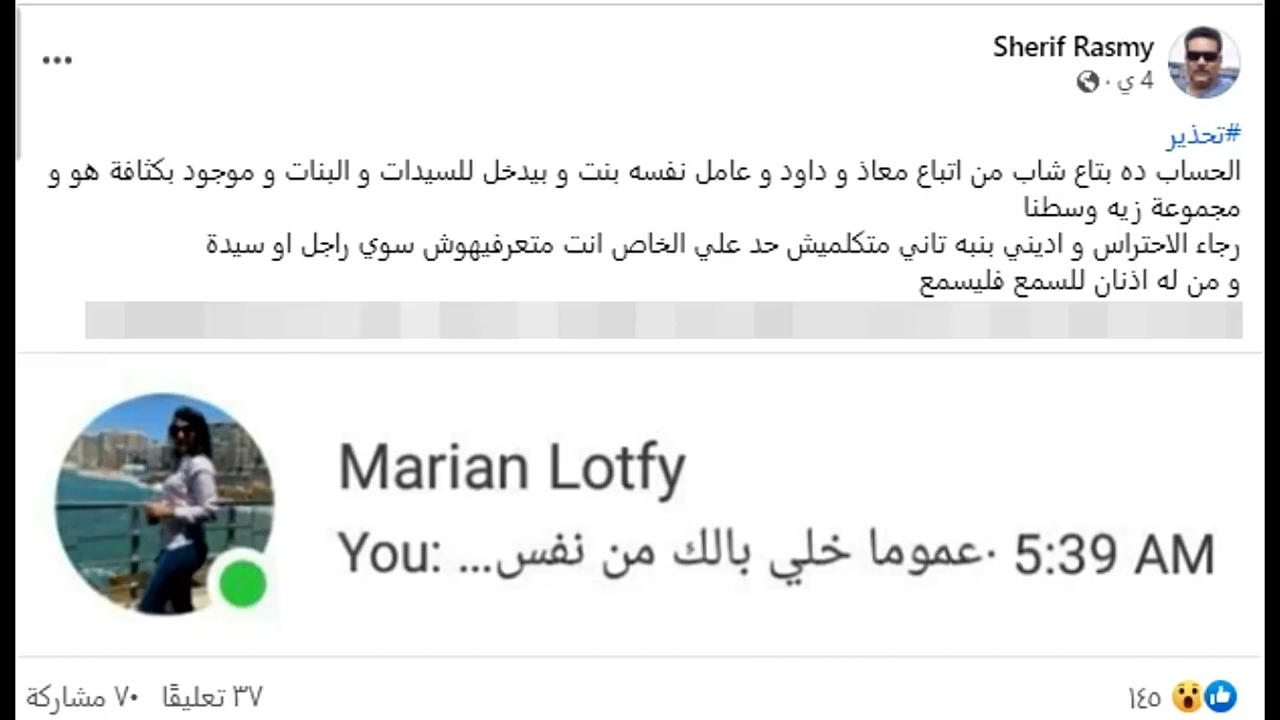 Sherif Rasmy
4 ي ·
#تحذير
الحساب ده بتاع شاب من اتباع معاذ و داود و عامل نفسه بنت و بيدخل للسيدات و البنات و موجود بكثافة هو و
مجموعة زيه وسطنا
رجاء الاحتراس و اديني بنبه تاني متكلميش حد علي الخاص انت متعرفيهوش سوي راجل او سيدة
و من له اذنان للسمع فليسمع
Marian Lotfy
You: عموما خلي بالك من نفس... · 5:39 AM
١٤٥
٣٧ تعليقًا ٧٠ مشاركة